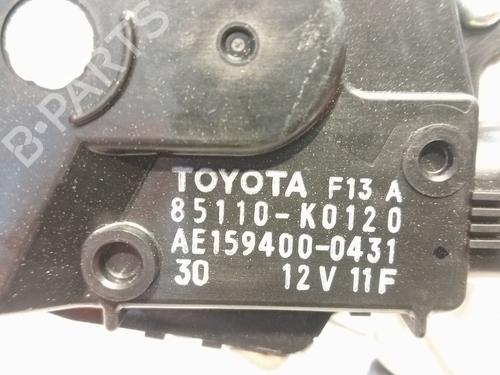 B-PARTS
TOYOTA F13 A
85110-K0120
AE159400-0431
30 12V 11F